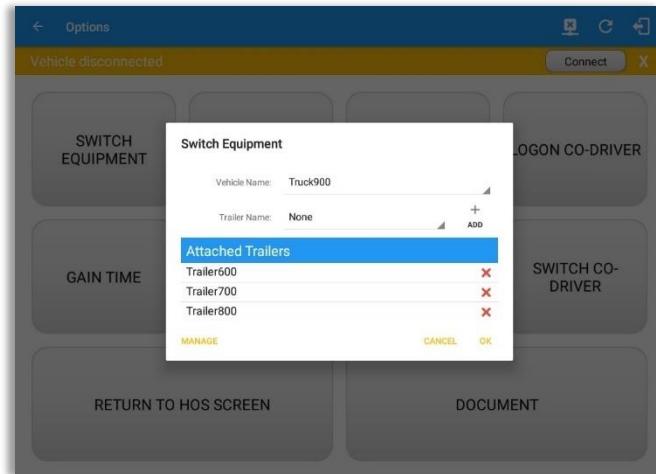 Options
Vehicle disconnected
Connect
X
SWITCH
EQUIPMENT
LOGON CO-DRIVER
Switch Equipment
Vehicle Name: Truck900
Trailer Name: None
+
ADD
Attached Trailers
Trailer600
Trailer700
Trailer800
MANAGE
CANCEL
OK
GAIN TIME
SWITCH CO-
DRIVER
RETURN TO HOS SCREEN
DOCUMENT